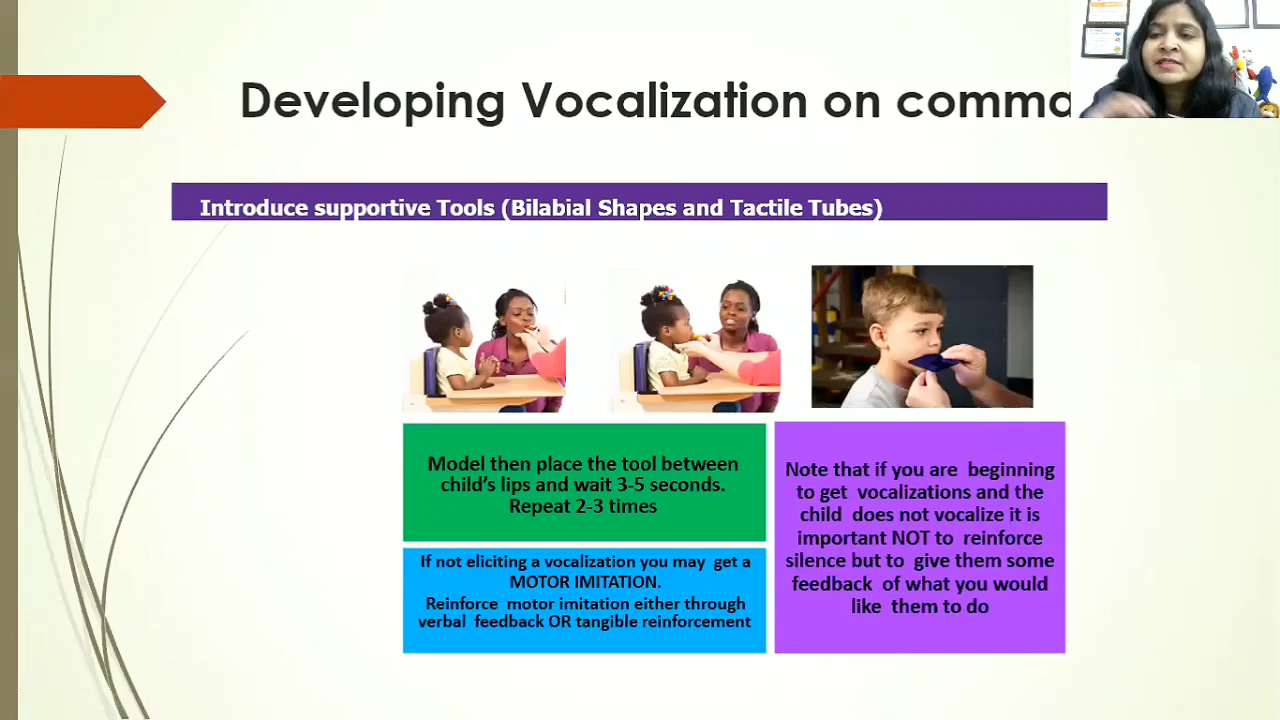 Developing Vocalization on comma
Introduce supportive Tools (Bilabial Shapes and Tactile Tubes)
Model then place the tool between
child's lips and wait 3-5 seconds.
Repeat 2-3 times
If not eliciting a vocalization you may get a
MOTOR IMITATION.
Reinforce motor imitation either through
verbal feedback OR tangible reinforcement
Note that if you are beginning
to get vocalizations and the
child does not vocalize it is
important NOT to reinforce
silence but to give them some
feedback of what you would
like them to do